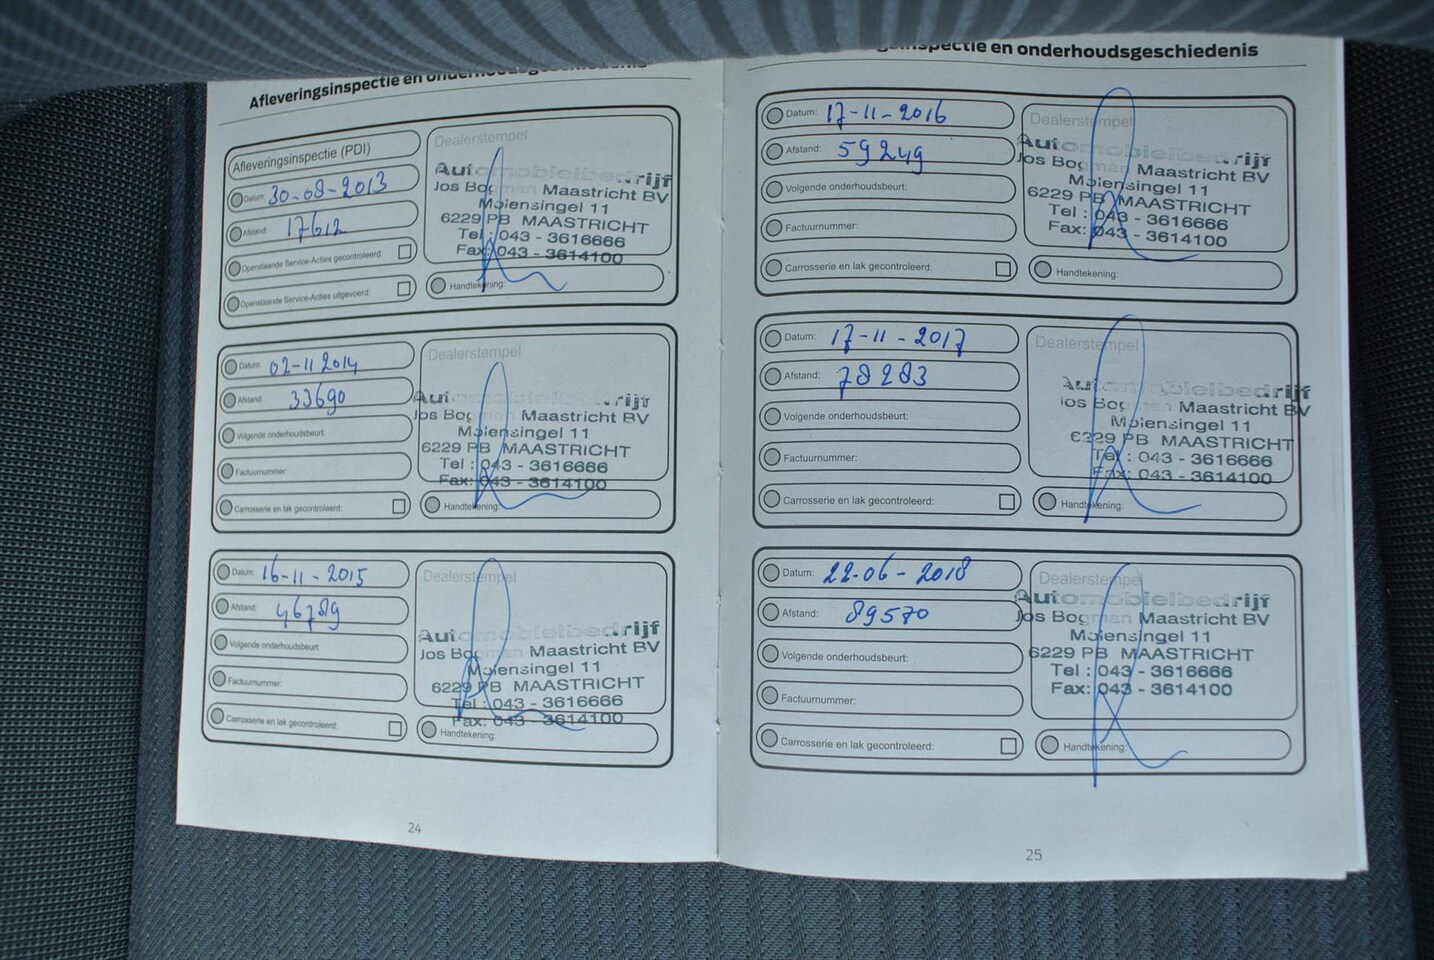 Afleveringsinspectie en onderhoudsgeschiedenis
Afleveringsinspectie (PDI)
Datum: 30-08-2013
Afstand: 17612
Openstaande Service-Acties gecontroleerd:
Openstaande Service-Acties uitgevoerd:
Dealerstempel
Automobielbedrijf
Jos Bogman Maastricht BV
Molensingel 11
6229 PB MAASTRICHT
Tel : 043 - 3616666
Fax: 043 - 3614100
Handtekening:
Datum: 02-11 2014
Afstand: 33690
Volgende onderhoudsbeurt:
Factuurnummer:
Carrosserie en lak gecontroleerd:
Dealerstempel
Automobielbedrijf
Jos Bogman Maastricht BV
Molensingel 11
6229 PB MAASTRICHT
Tel : 043 - 3616666
Fax: 043 - 3614100
Handtekening:
Datum: 16-11-2015
Afstand: 46789
Volgende onderhoudsbeurt:
Factuurnummer:
Carrosserie en lak gecontroleerd:
Dealerstempel
Automobielbedrijf
Jos Bogman Maastricht BV
Molensingel 11
6229 PB MAASTRICHT
Tel : 043 - 3616666
Fax: 043 - 3614100
Handtekening:
24
inspectie en onderhoudsgeschiedenis
Datum: 17-11-2016
Afstand: 59249
Volgende onderhoudsbeurt:
Factuurnummer:
Carrosserie en lak gecontroleerd:
Dealerstempel
Automobielbedrijf
Jos Bogman Maastricht BV
Molensingel 11
6229 PB MAASTRICHT
Tel : 043 - 3616666
Fax: 043 - 3614100
Handtekening:
Datum: 17-11-2017
Afstand: 78283
Volgende onderhoudsbeurt:
Factuurnummer:
Carrosserie en lak gecontroleerd:
Dealerstempel
Automobielbedrijf
Jos Bogman Maastricht BV
Molensingel 11
6229 PB MAASTRICHT
Tel : 043 - 3616666
Fax: 043 - 3614100
Handtekening:
Datum: 22-06-2018
Afstand: 89570
Volgende onderhoudsbeurt:
Factuurnummer:
Carrosserie en lak gecontroleerd:
Dealerstempel
Automobielbedrijf
Jos Bogman Maastricht BV
Molensingel 11
6229 PB MAASTRICHT
Tel : 043 - 3616666
Fax: 043 - 3614100
Handtekening:
25